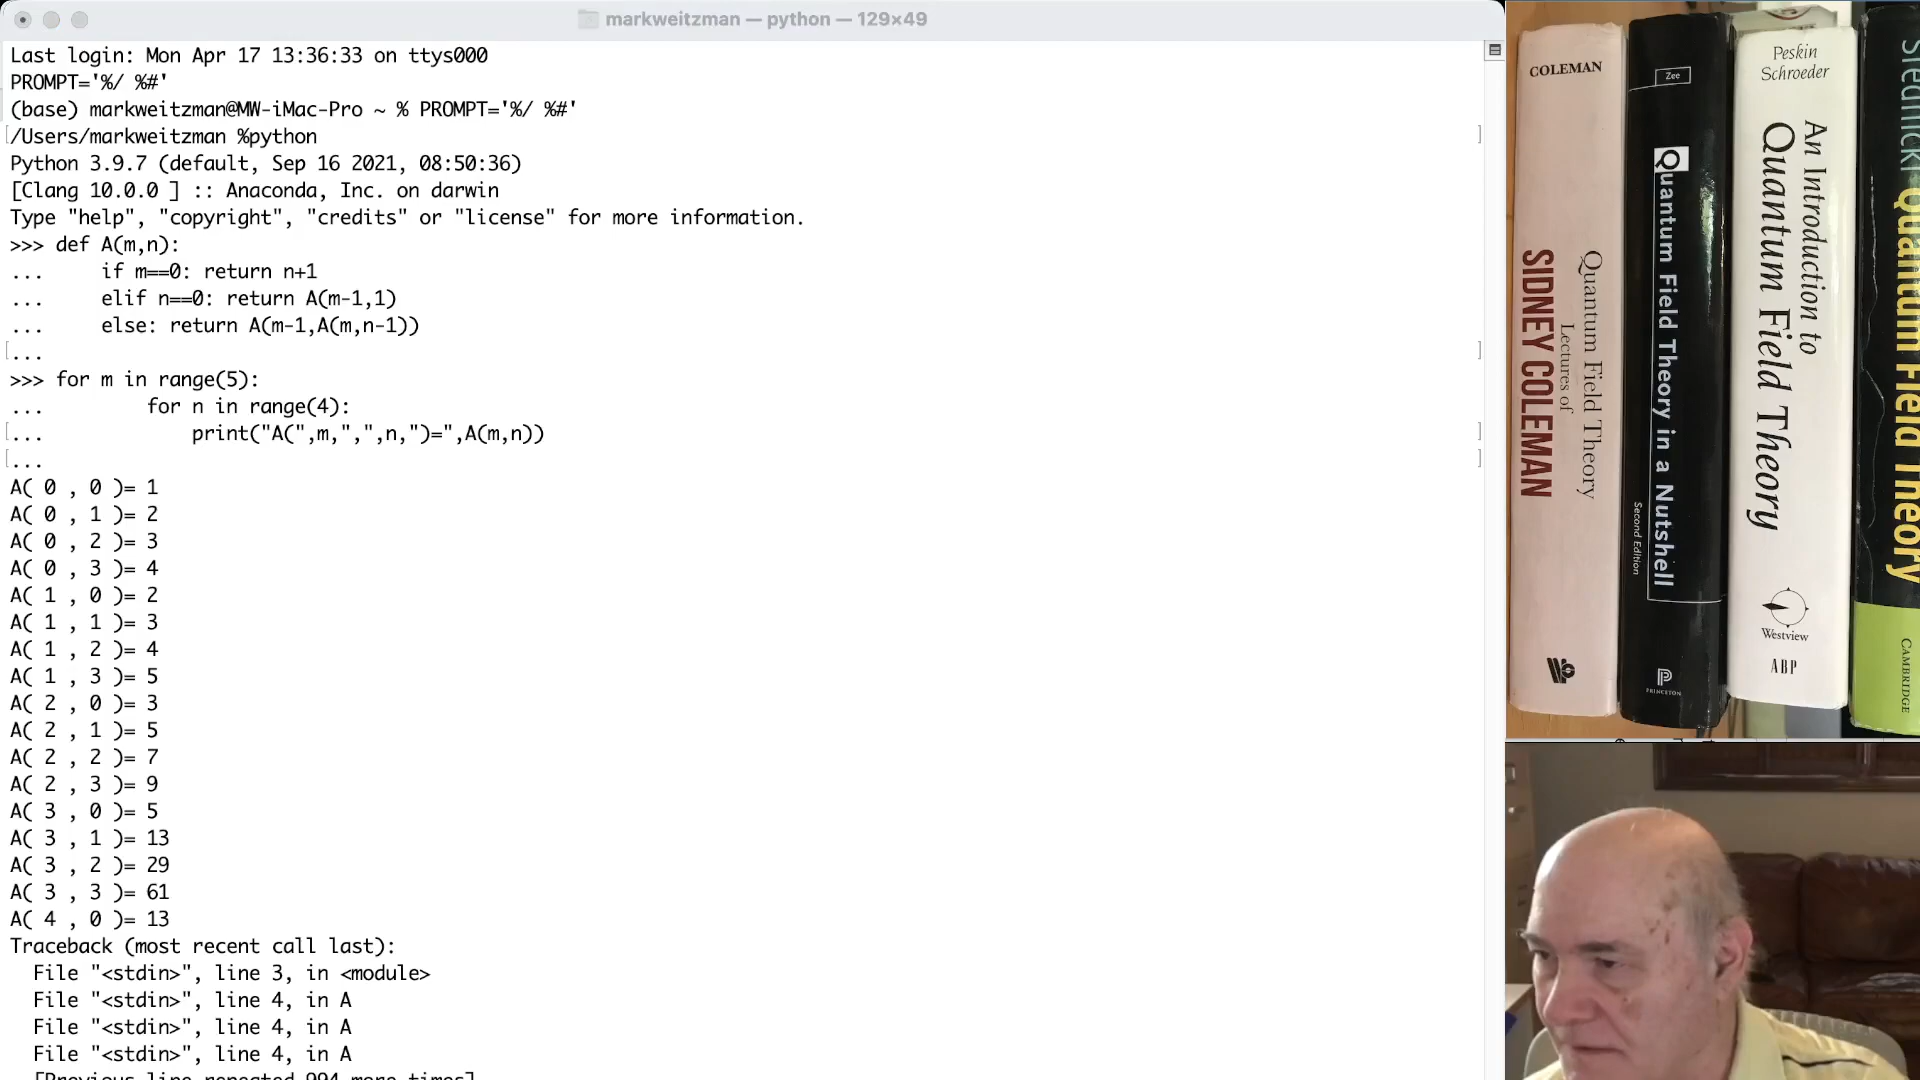 markweitzman — python — 129×49
Last login: Mon Apr 17 13:36:33 on ttys000
PROMPT='%/ %#'
(base) markweitzman@MW-iMac-Pro ~ % PROMPT='%/ %#'
[/Users/markweitzman %python ]
Python 3.9.7 (default, Sep 16 2021, 08:50:36)
[Clang 10.0.0 ] :: Anaconda, Inc. on darwin
Type "help", "copyright", "credits" or "license" for more information.
>>> def A(m,n):
...     if m==0: return n+1
...     elif n==0: return A(m-1,1)
...     else: return A(m-1,A(m,n-1))
[... ]
>>> for m in range(5):
...         for n in range(4):
[...             print("A(",m,",",n,")=",A(m,n)) ]
[... ]
A( 0 , 0 )= 1
A( 0 , 1 )= 2
A( 0 , 2 )= 3
A( 0 , 3 )= 4
A( 1 , 0 )= 2
A( 1 , 1 )= 3
A( 1 , 2 )= 4
A( 1 , 3 )= 5
A( 2 , 0 )= 3
A( 2 , 1 )= 5
A( 2 , 2 )= 7
A( 2 , 3 )= 9
A( 3 , 0 )= 5
A( 3 , 1 )= 13
A( 3 , 2 )= 29
A( 3 , 3 )= 61
A( 4 , 0 )= 13
Traceback (most recent call last):
  File "<stdin>", line 3, in <module>
  File "<stdin>", line 4, in A
  File "<stdin>", line 4, in A
  File "<stdin>", line 4, in A
  [Previous line repeated 994 more times]
COLEMAN
Quantum Field Theory
Lectures of
SIDNEY COLEMAN
Zee
Quantum Field Theory in a Nutshell
Second Edition
PRINCETON
Peskin
Schroeder
An Introduction to
Quantum Field Theory
Westview
ABP
Srednicki
Quantum Field Theory
CAMBRIDGE